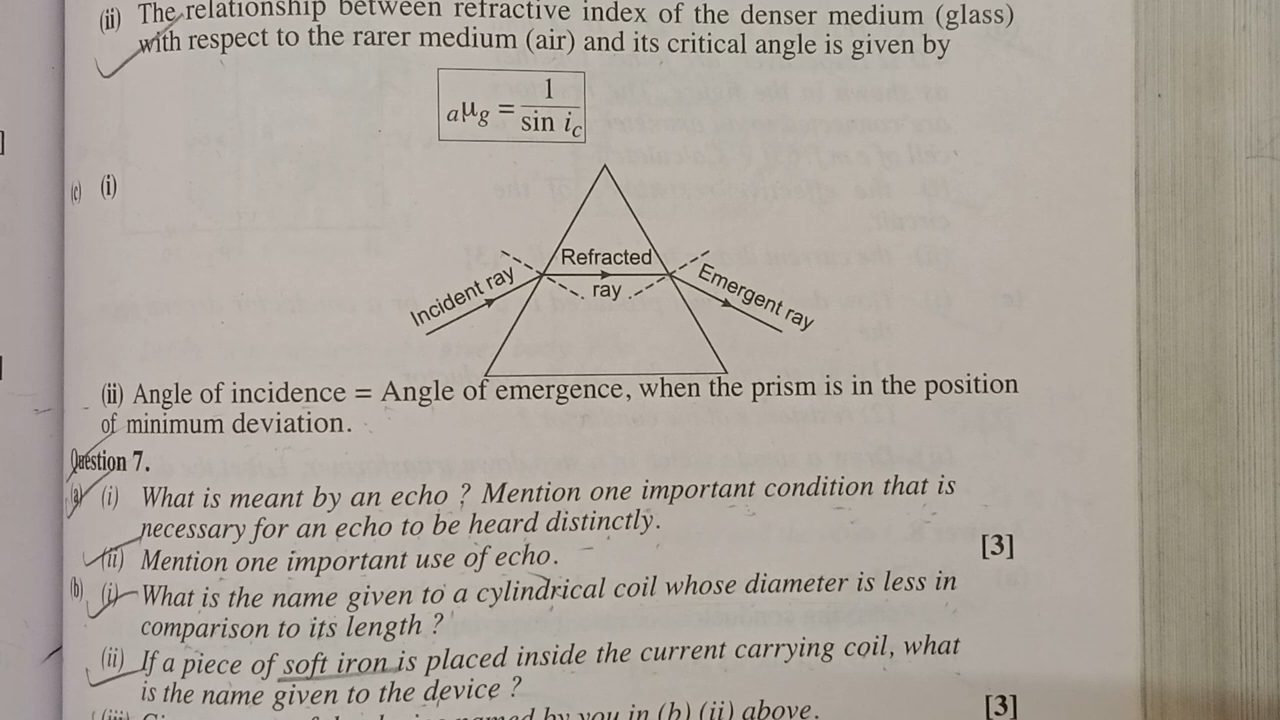 (ii) The relationship between refractive index of the denser medium (glass)
with respect to the rarer medium (air) and its critical angle is given by
aμg = 1 / sin ic
(c) (i)
Refracted
ray
Incident ray
Emergent ray
(ii) Angle of incidence = Angle of emergence, when the prism is in the position
of minimum deviation.
Question 7.
(a) (i) What is meant by an echo ? Mention one important condition that is
necessary for an echo to be heard distinctly.
(ii) Mention one important use of echo. [3]
(b) (i) What is the name given to a cylindrical coil whose diameter is less in
comparison to its length ?
(ii) If a piece of soft iron is placed inside the current carrying coil, what
is the name given to the device ?
(iii) by you in (b) (ii) above. [3]